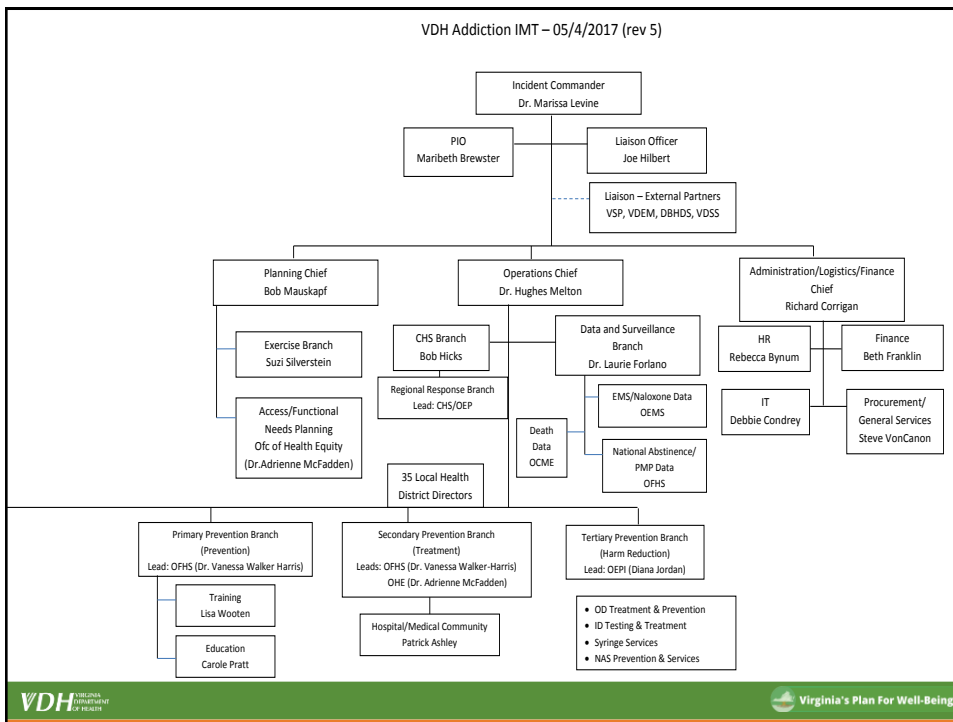 VDH Addiction IMT – 05/4/2017 (rev 5)
Incident Commander
Dr. Marissa Levine
PIO
Maribeth Brewster
Liaison Officer
Joe Hilbert
Liaison – External Partners
VSP, VDEM, DBHDS, VDSS
Planning Chief
Bob Mauskapf
Operations Chief
Dr. Hughes Melton
Administration/Logistics/Finance
Chief
Richard Corrigan
Exercise Branch
Suzi Silverstein
Access/Functional
Needs Planning
Ofc of Health Equity
(Dr.Adrienne McFadden)
CHS Branch
Bob Hicks
Regional Response Branch
Lead: CHS/OEP
Data and Surveillance
Branch
Dr. Laurie Forlano
EMS/Naloxone Data
OEMS
Death
Data
OCME
National Abstinence/
PMP Data
OFHS
HR
Rebecca Bynum
Finance
Beth Franklin
IT
Debbie Condrey
Procurement/
General Services
Steve VonCanon
35 Local Health
District Directors
Primary Prevention Branch
(Prevention)
Lead: OFHS (Dr. Vanessa Walker Harris)
Training
Lisa Wooten
Education
Carole Pratt
Secondary Prevention Branch
(Treatment)
Leads: OFHS (Dr. Vanessa Walker-Harris)
OHE (Dr. Adrienne McFadden)
Hospital/Medical Community
Patrick Ashley
Tertiary Prevention Branch
(Harm Reduction)
Lead: OEPI (Diana Jordan)
• OD Treatment & Prevention
• ID Testing & Treatment
• Syringe Services
• NAS Prevention & Services
VDH VIRGINIA
DEPARTMENT
OF HEALTH
Virginia's Plan For Well-Being